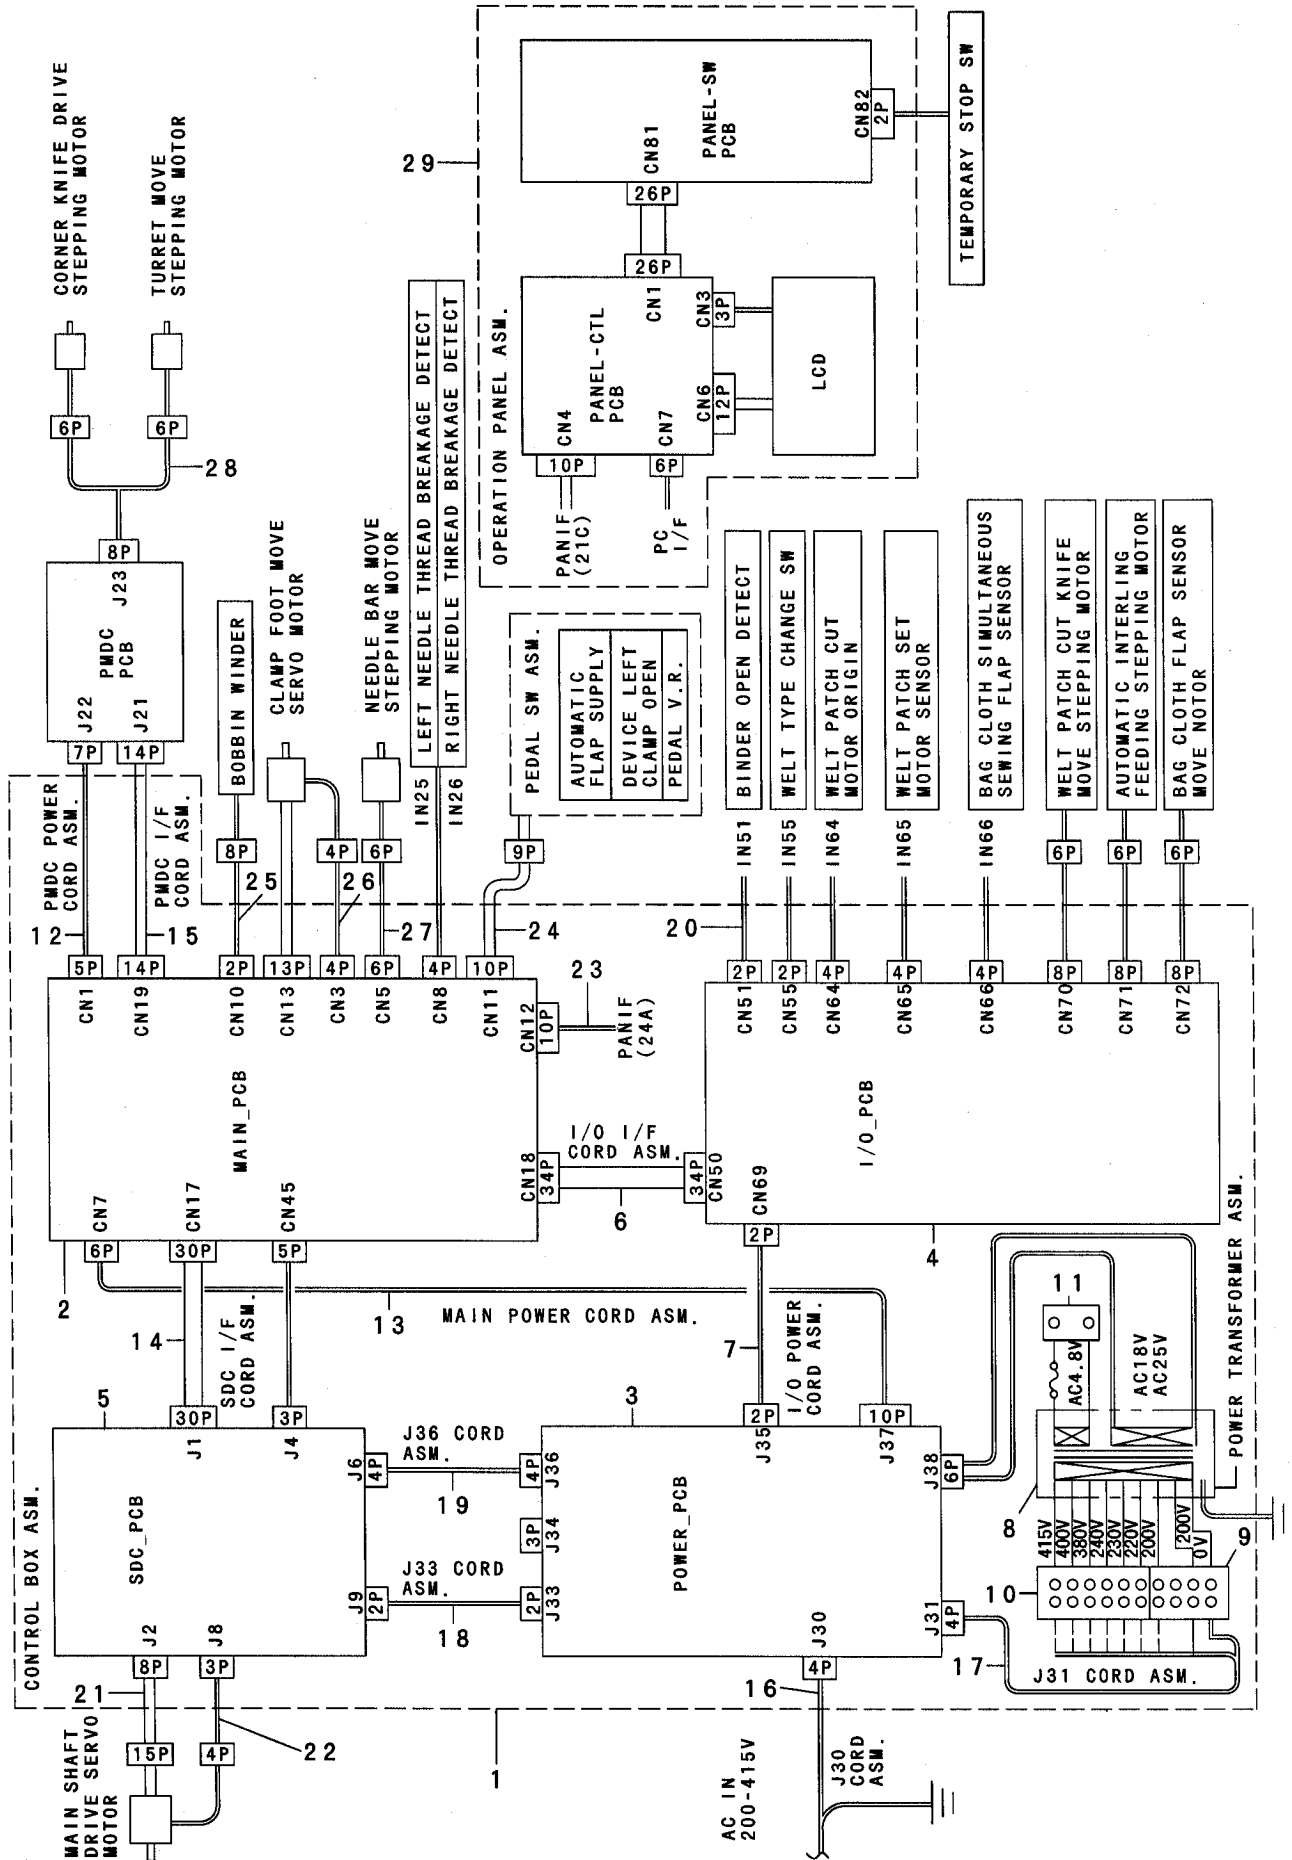 CORNER KNIFE DRIVE
STEPPING MOTOR
TURRET MOVE
STEPPING MOTOR
6P
6P
28
8P
J23
PMDC
PCB
J22
J21
7P
14P
PMDC POWER
CORD ASM.
PMDC I/F
CORD ASM.
12
15
BOBBIN WINDER
8P
25
CLAMP FOOT MOVE
SERVO MOTOR
4P
26
NEEDLE BAR MOVE
STEPPING MOTOR
6P
27
LEFT NEEDLE THREAD BREAKAGE DETECT
RIGHT NEEDLE THREAD BREAKAGE DETECT
IN25
IN26
PEDAL SW ASM.
AUTOMATIC
FLAP SUPPLY
DEVICE LEFT
CLAMP OPEN
PEDAL V.R.
9P
24
29
OPERATION PANEL ASM.
PANEL-SW
PCB
CN81
26P
CN82
2P
TEMPORARY STOP SW
26P
CN1
PANEL-CTL
PCB
CN3
3P
CN6
12P
CN4
10P
CN7
6P
PANIF
(21C)
PC
I/F
LCD
BINDER OPEN DETECT
WELT TYPE CHANGE SW
WELT PATCH CUT
MOTOR ORIGIN
WELT PATCH SET
MOTOR SENSOR
BAG CLOTH SIMULTANEOUS
SEWING FLAP SENSOR
WELT PATCH CUT KNIFE
MOVE STEPPING MOTOR
AUTOMATIC INTERLING
FEEDING STEPPING MOTOR
BAG CLOTH FLAP SENSOR
MOVE NOTOR
IN51
IN55
IN64
IN65
IN66
6P
6P
6P
20
5P
14P
2P
13P
4P
6P
4P
10P
CN1
CN19
CN10
CN13
CN3
CN5
CN8
CN11
CN12
10P
23
PANIF
(24A)
MAIN_PCB
CN18
34P
I/O I/F
CORD ASM.
6
34P
CN50
CN7
CN17
CN45
6P
30P
5P
2
2P
2P
4P
4P
4P
8P
8P
8P
CN51
CN55
CN64
CN65
CN66
CN70
CN71
CN72
I/O_PCB
CN69
2P
4
14
SDC I/F
CORD ASM.
13
MAIN POWER CORD ASM.
7
I/O POWER
CORD ASM.
5
30P
3P
J1
J4
SDC_PCB
J6
4P
J36 CORD
ASM.
19
4P
J36
3P
J34
J9
2P
J33 CORD
ASM.
18
2P
J33
J2
J8
8P
3P
3
2P
10P
J35
J37
J38
6P
POWER_PCB
J30
4P
J31
4P
11
AC4.8V
AC18V
AC25V
POWER TRANSFORMER ASM.
8
415V
400V
380V
240V
230V
220V
200V
200V
0V
9
10
17
J31 CORD ASM.
16
CONTROL BOX ASM.
21
22
1
15P
4P
MAIN SHAFT
DRIVE SERVO
MOTOR
AC IN
200-415V
J30
CORD
ASM.